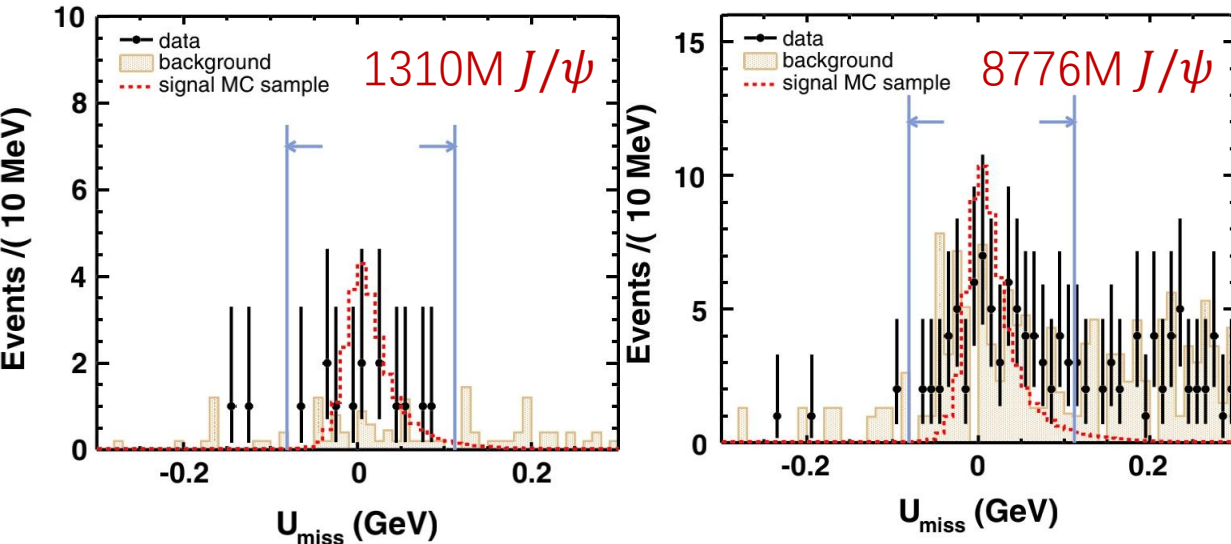 10
8
6
4
2
0
Events /( 10 MeV)
data
background
signal MC sample
1310M J/ψ
-0.2 0 0.2
U_miss (GeV)
15
10
5
0
Events /( 10 MeV)
data
background
signal MC sample
8776M J/ψ
-0.2 0 0.2
U_miss (GeV)